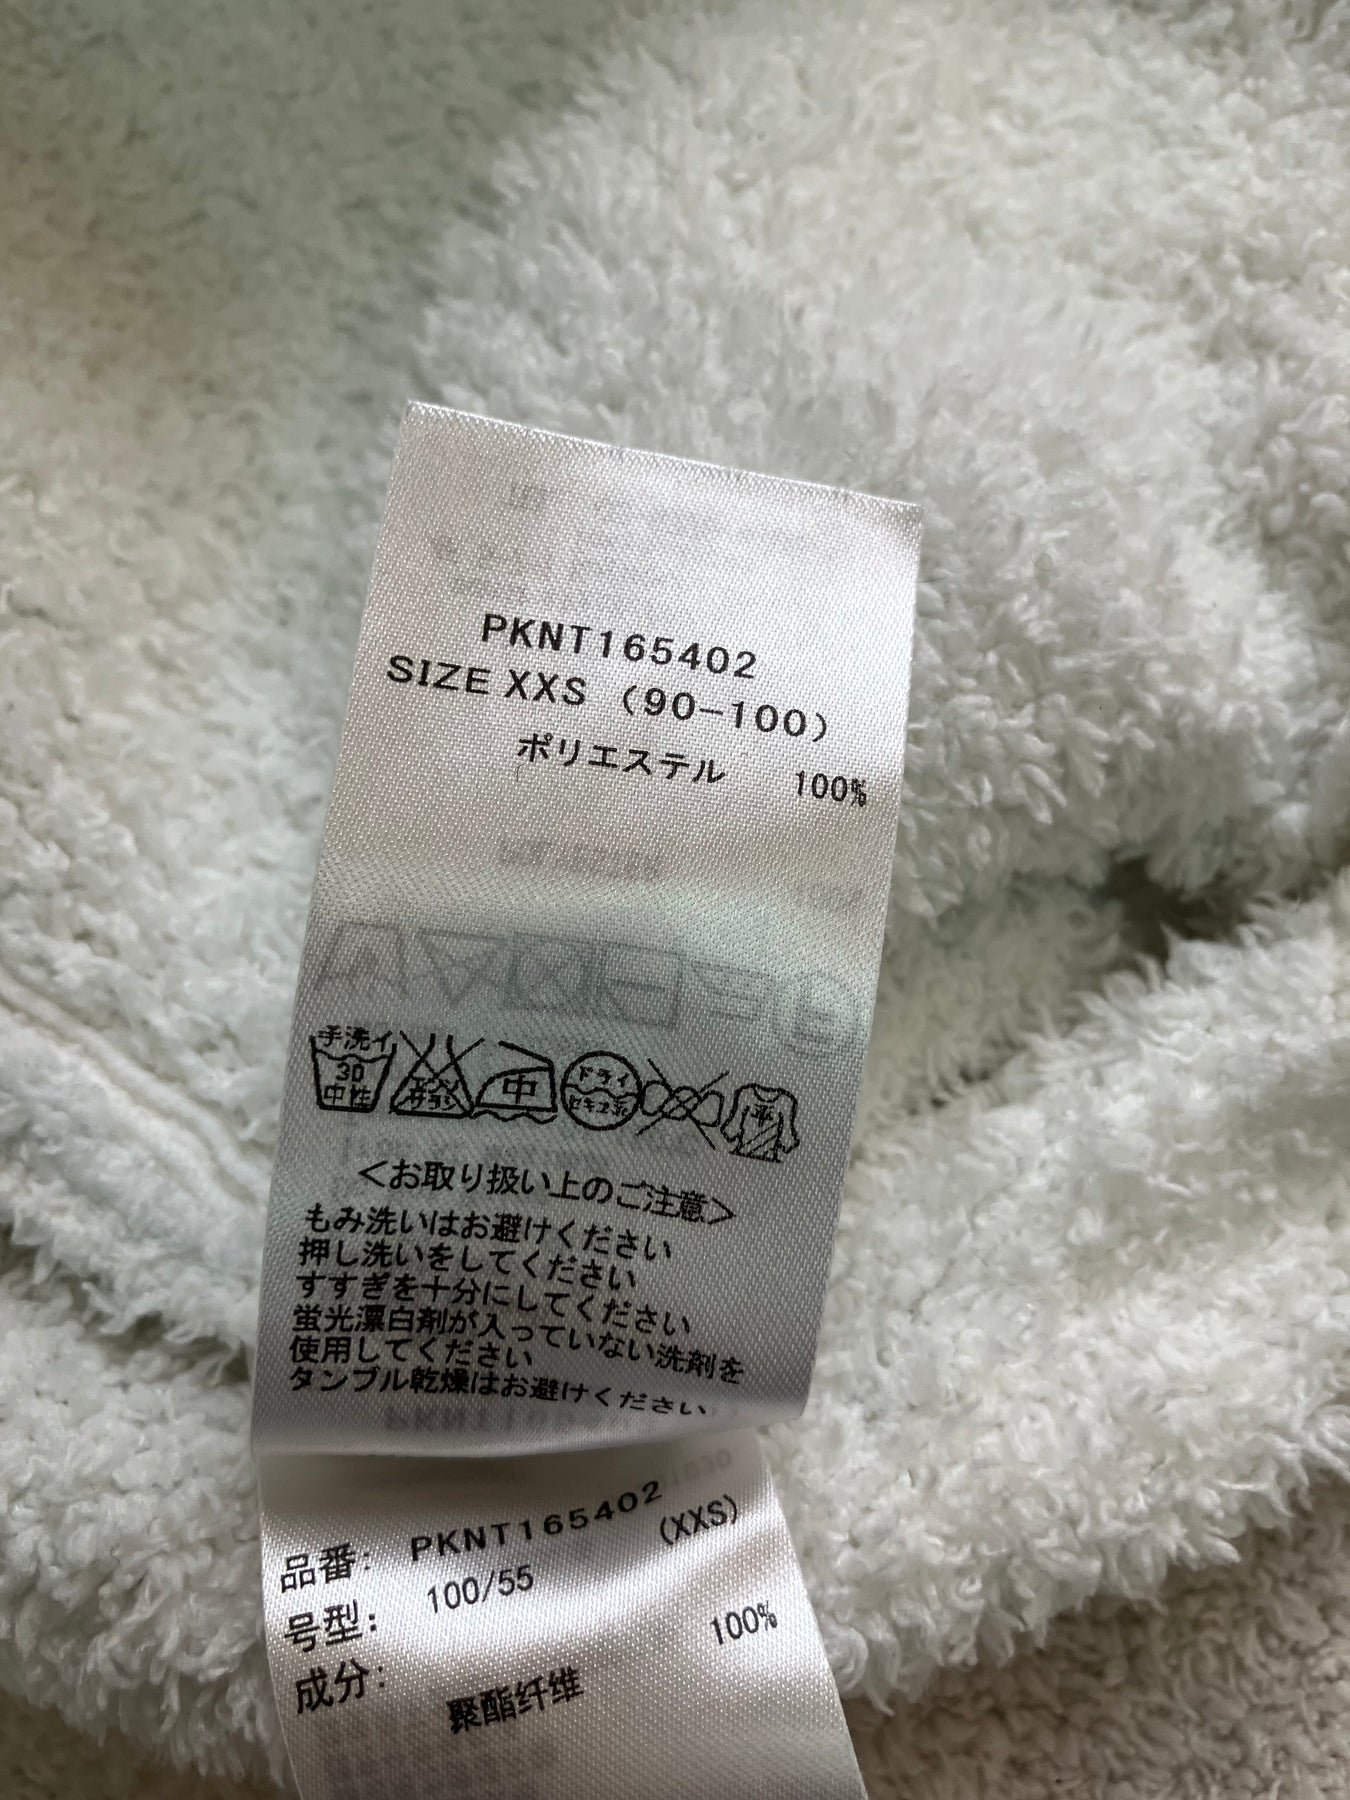 PKNT165402
SIZE XXS (90-100)
ポリエステル 100%
手洗イ
30
中性
エンソ
サラシ
中
ドライ
セキユ系
平
<お取り扱い上のご注意>
もみ洗いはお避けください
押し洗いをしてください
すすぎを十分にしてください
蛍光漂白剤が入っていない洗剤を
使用してください
タンブル乾燥はお避けください
品番: PKNT165402
号型: 100/55 (XXS)
成分: 100%
聚酯纤维